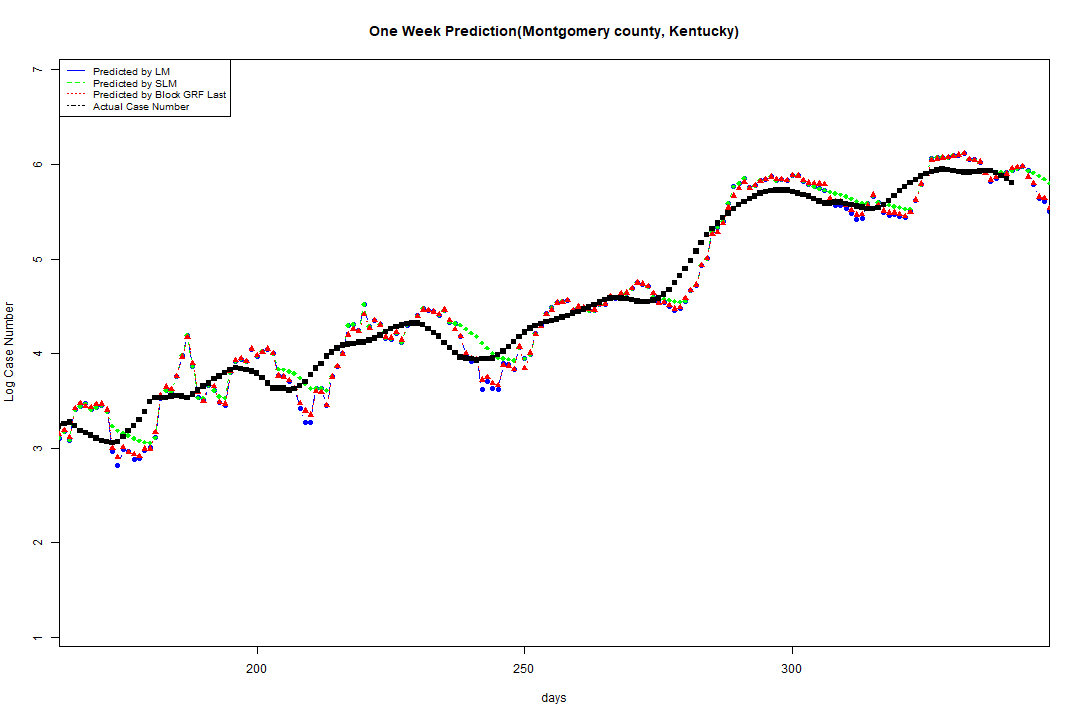 One Week Prediction(Montgomery county, Kentucky)
Predicted by LM
Predicted by SLM
Predicted by Block GRF Last
Actual Case Number
7
6
5
4
3
2
1
Log Case Number
200
250
300
days